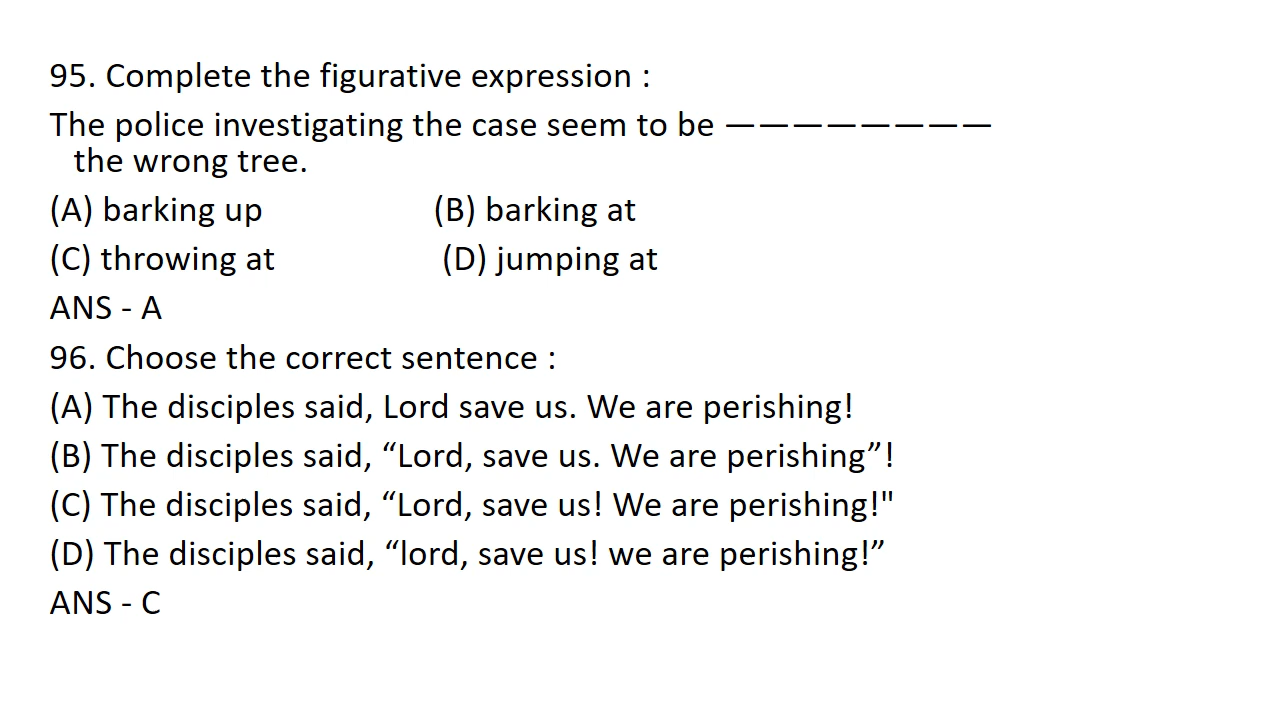 95. Complete the figurative expression :
The police investigating the case seem to be ————————
the wrong tree.
(A) barking up (B) barking at
(C) throwing at (D) jumping at
ANS - A
96. Choose the correct sentence :
(A) The disciples said, Lord save us. We are perishing!
(B) The disciples said, “Lord, save us. We are perishing”!
(C) The disciples said, “Lord, save us! We are perishing!"
(D) The disciples said, “lord, save us! we are perishing!”
ANS - C